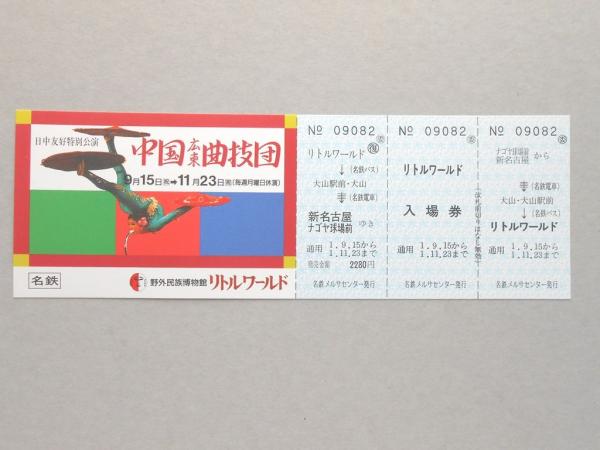 日中友好特別公演
中国広東曲技団
9月15日㊗➡11月23日㊗(毎週月曜日休演)
名鉄
野外民族博物館 リトルワールド
№ 09082
リトルワールド
↓(名鉄バス)
犬山駅前・犬山
(名鉄電車)
新名古屋
ナゴヤ球場前 ゆき
通用 1.9.15から
1.11.23まで
発売金額 2280円
名鉄メルサセンター発行
№ 09082
リトルワールド
入場券
通用 1.9.15から
1.11.23まで
名鉄メルサセンター発行
№ 09082
ナゴヤ球場前
新名古屋 から
(名鉄電車)
犬山・犬山駅前
↓(名鉄バス)
リトルワールド
通用 1.9.15から
1.11.23まで
名鉄メルサセンター発行